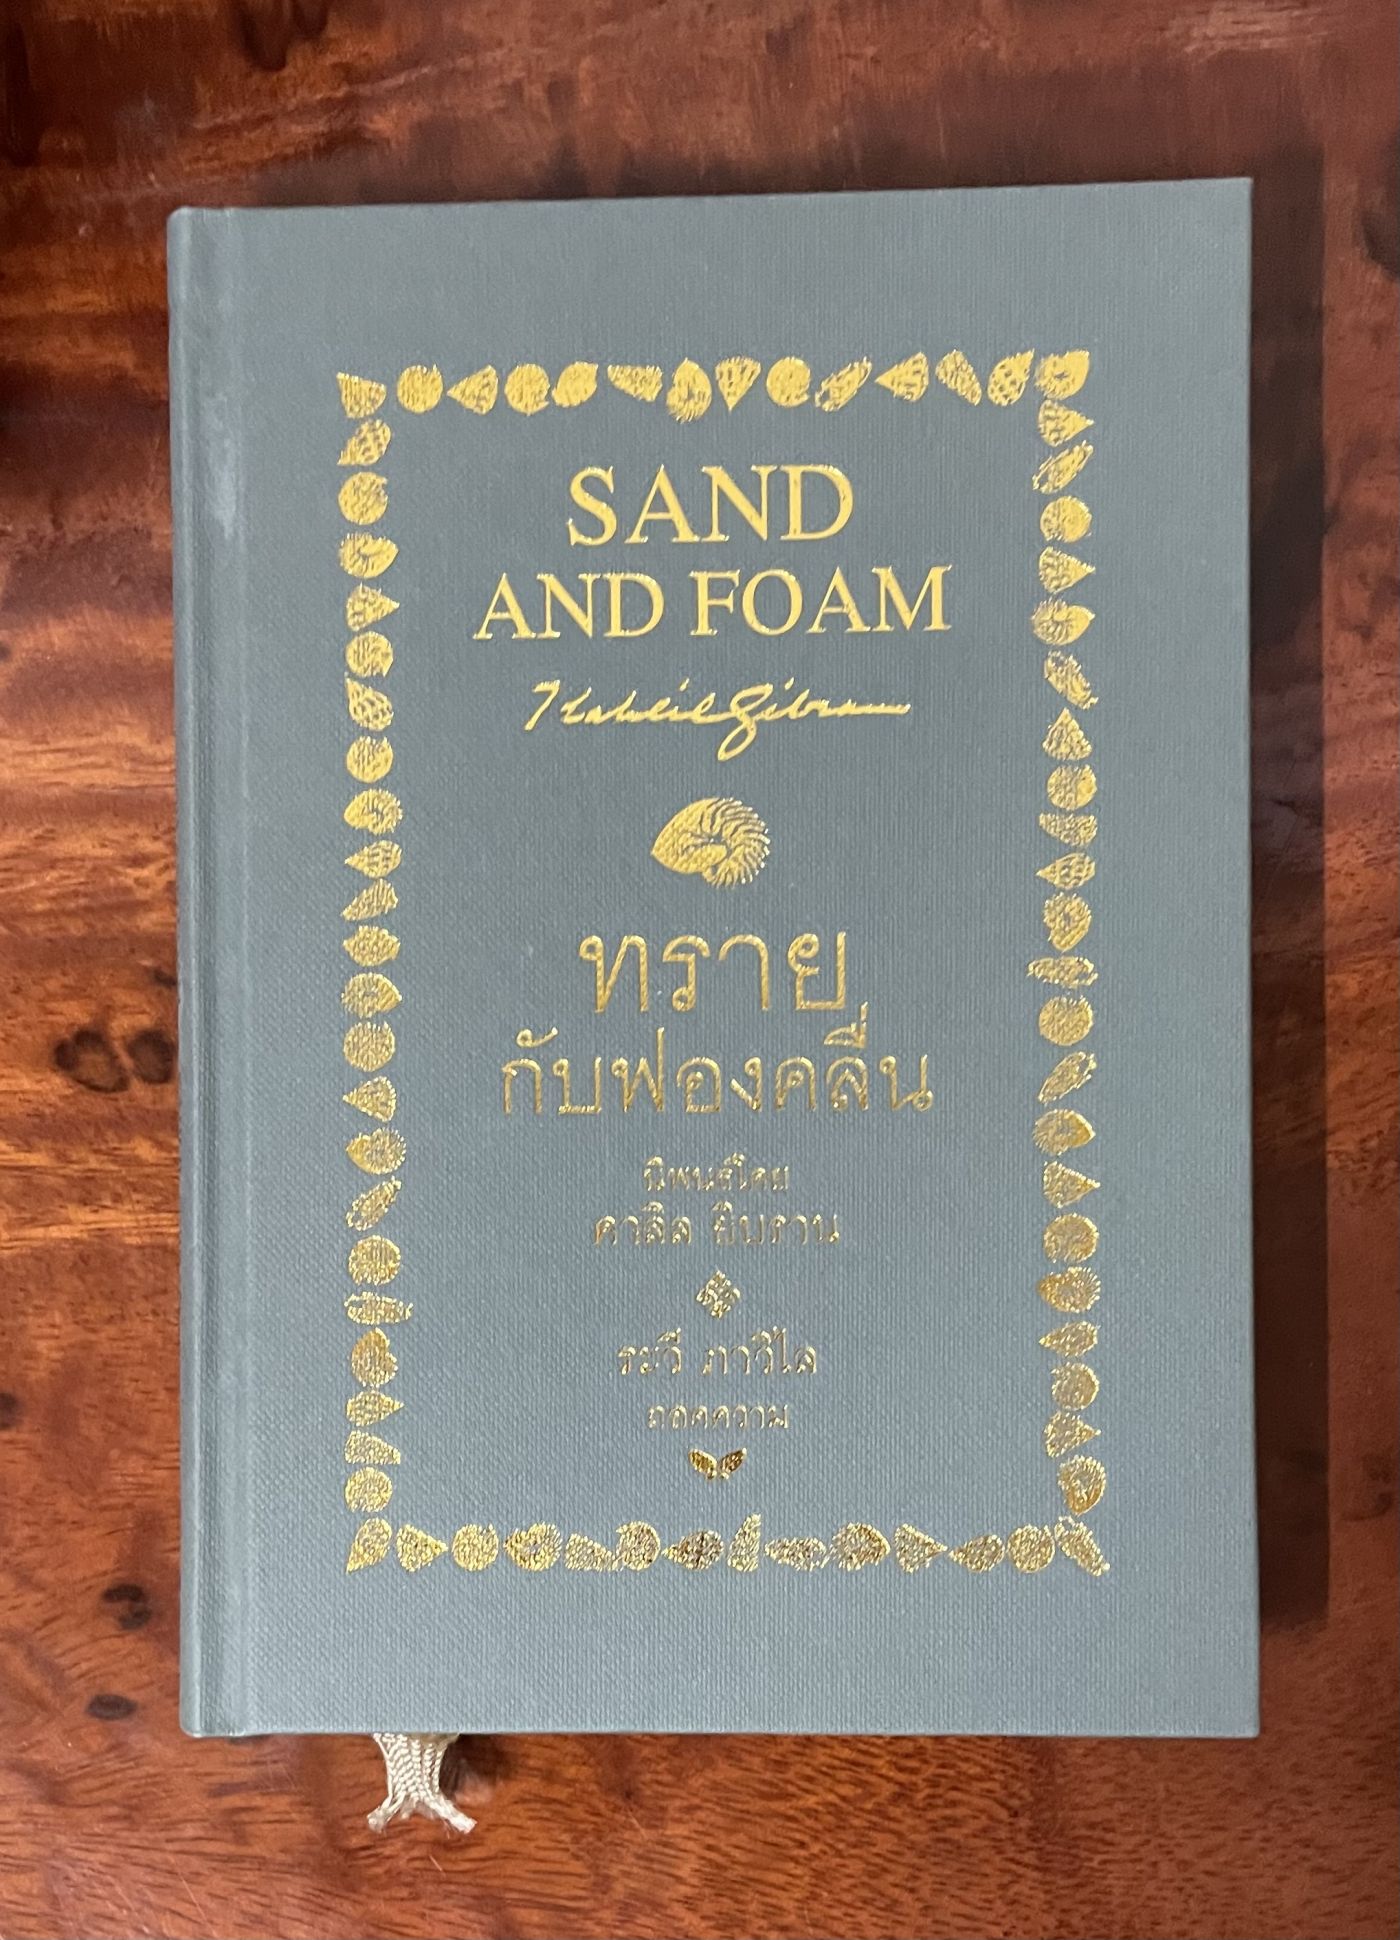 SAND
AND FOAM
Kahlil Gibran
ทราย
กับฟองคลื่น
นิพนธ์โดย
คาลิล ยิบราน
ระวี ภาวิไล
ถอดความ